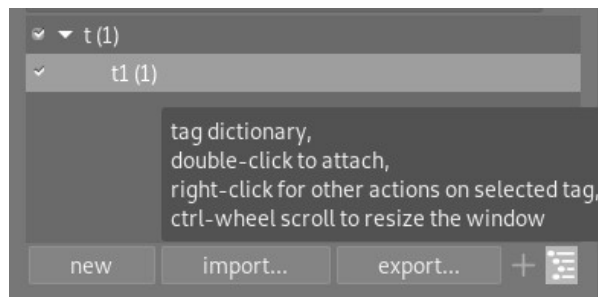 t (1)
t1 (1)
tag dictionary,
double-click to attach,
right-click for other actions on selected tag,
ctrl-wheel scroll to resize the window
new import... export...